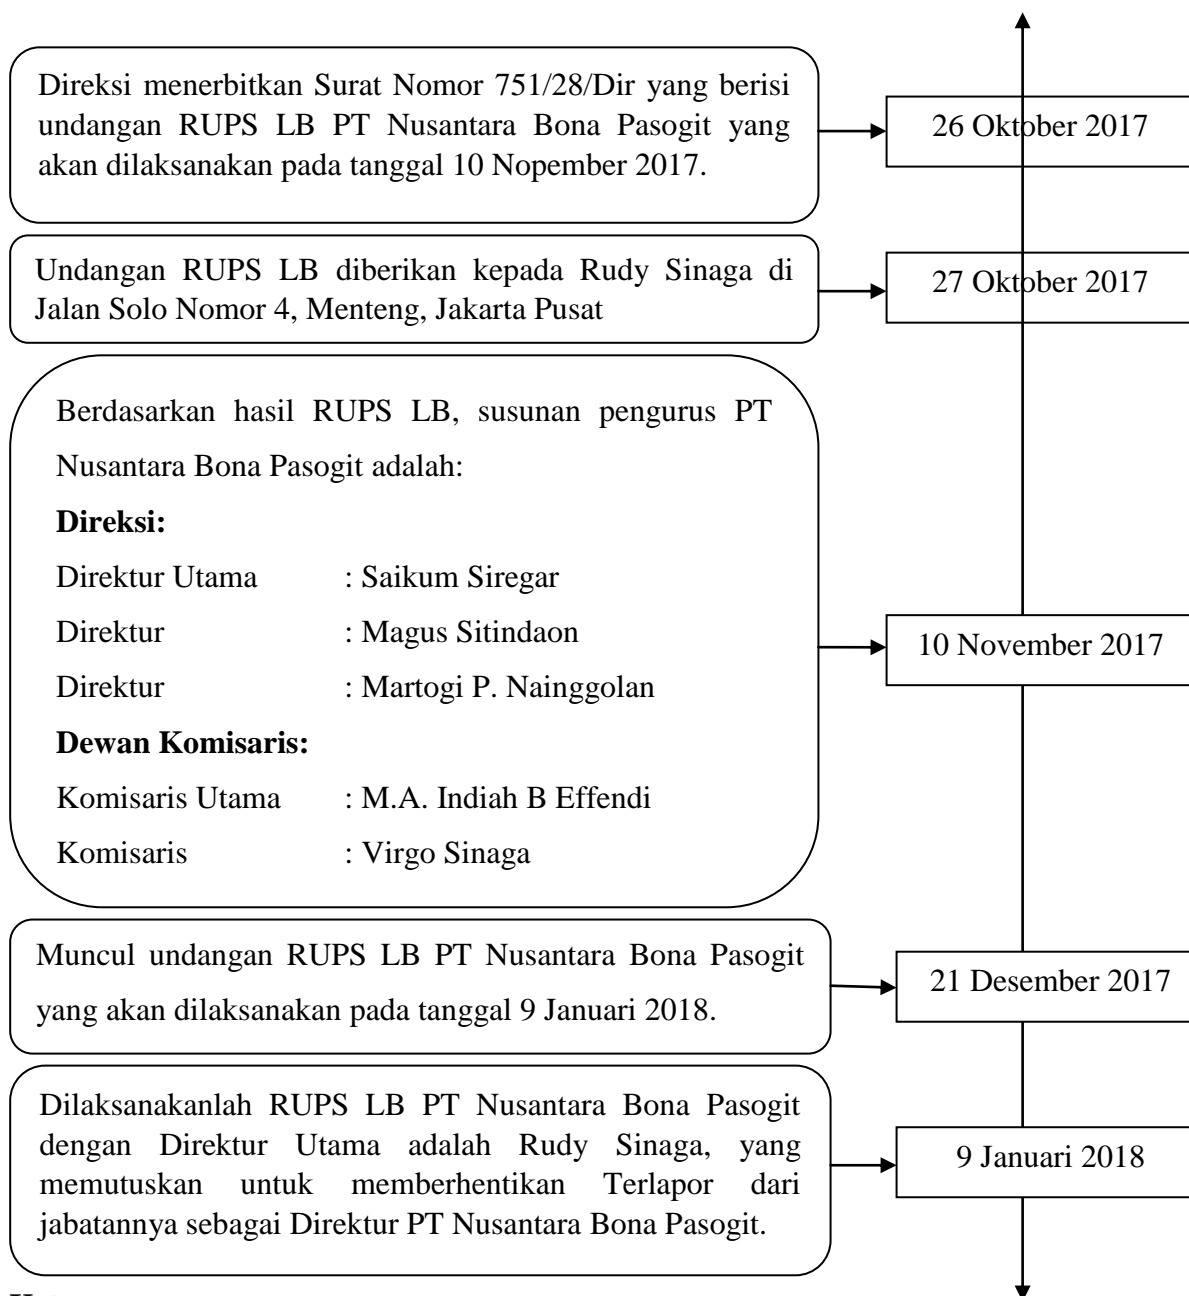 Direksi menerbitkan Surat Nomor 751/28/Dir yang berisi
undangan RUPS LB PT Nusantara Bona Pasogit yang
akan dilaksanakan pada tanggal 10 Nopember 2017.
26 Oktober 2017
Undangan RUPS LB diberikan kepada Rudy Sinaga di
Jalan Solo Nomor 4, Menteng, Jakarta Pusat
27 Oktober 2017
Berdasarkan hasil RUPS LB, susunan pengurus PT
Nusantara Bona Pasogit adalah:
Direksi:
Direktur Utama : Saikum Siregar
Direktur : Magus Sitindaon
Direktur : Martogi P. Nainggolan
Dewan Komisaris:
Komisaris Utama : M.A. Indiah B Effendi
Komisaris : Virgo Sinaga
10 November 2017
Muncul undangan RUPS LB PT Nusantara Bona Pasogit
yang akan dilaksanakan pada tanggal 9 Januari 2018.
21 Desember 2017
Dilaksanakanlah RUPS LB PT Nusantara Bona Pasogit
dengan Direktur Utama adalah Rudy Sinaga, yang
memutuskan untuk memberhentikan Terlapor dari
jabatannya sebagai Direktur PT Nusantara Bona Pasogit.
9 Januari 2018